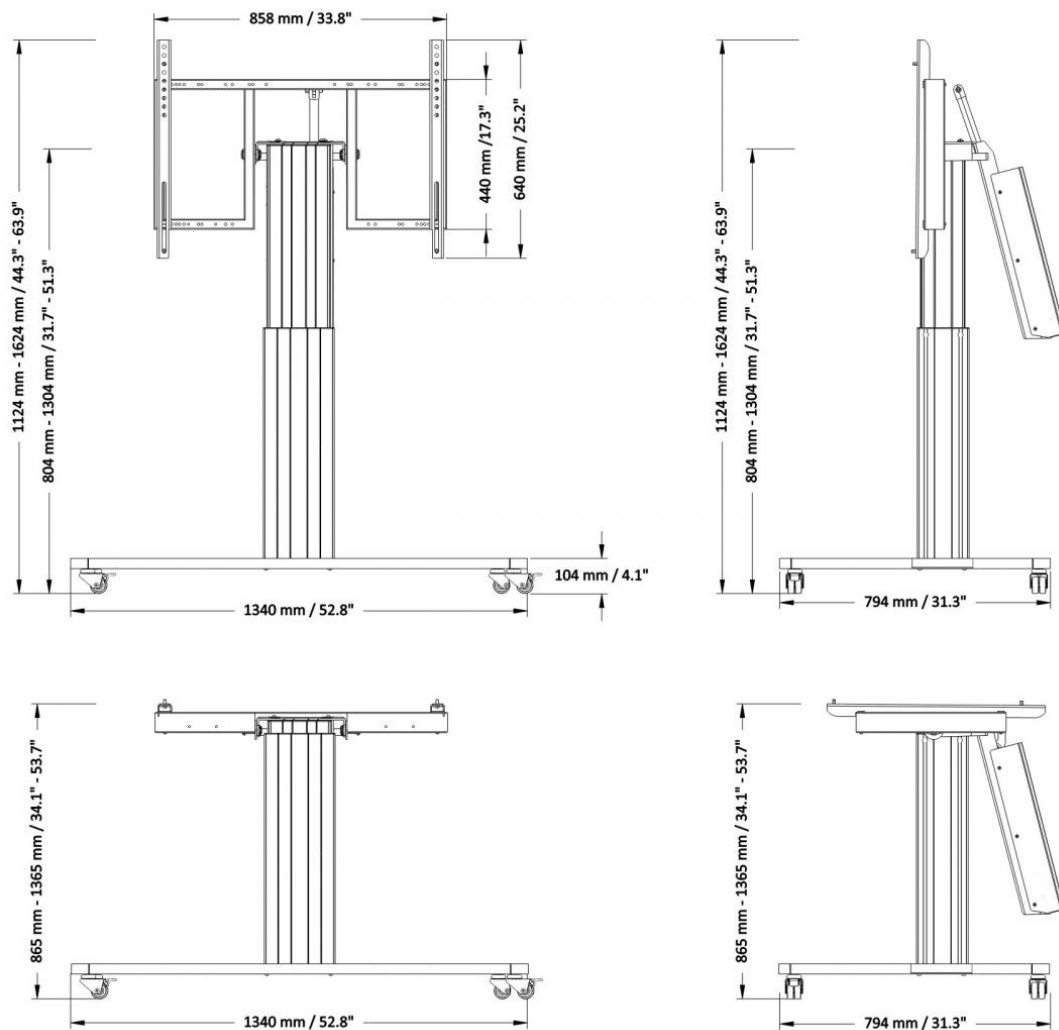 858 mm / 33.8"
1124 mm - 1624 mm / 44.3" - 63.9"
804 mm - 1304 mm / 31.7" - 51.3"
440 mm /17.3"
640 mm / 25.2"
104 mm / 4.1"
1340 mm / 52.8"
1124 mm - 1624 mm / 44.3" - 63.9"
804 mm - 1304 mm / 31.7" - 51.3"
794 mm / 31.3"
865 mm - 1365 mm / 34.1" - 53.7"
1340 mm / 52.8"
865 mm - 1365 mm / 34.1" - 53.7"
794 mm / 31.3"